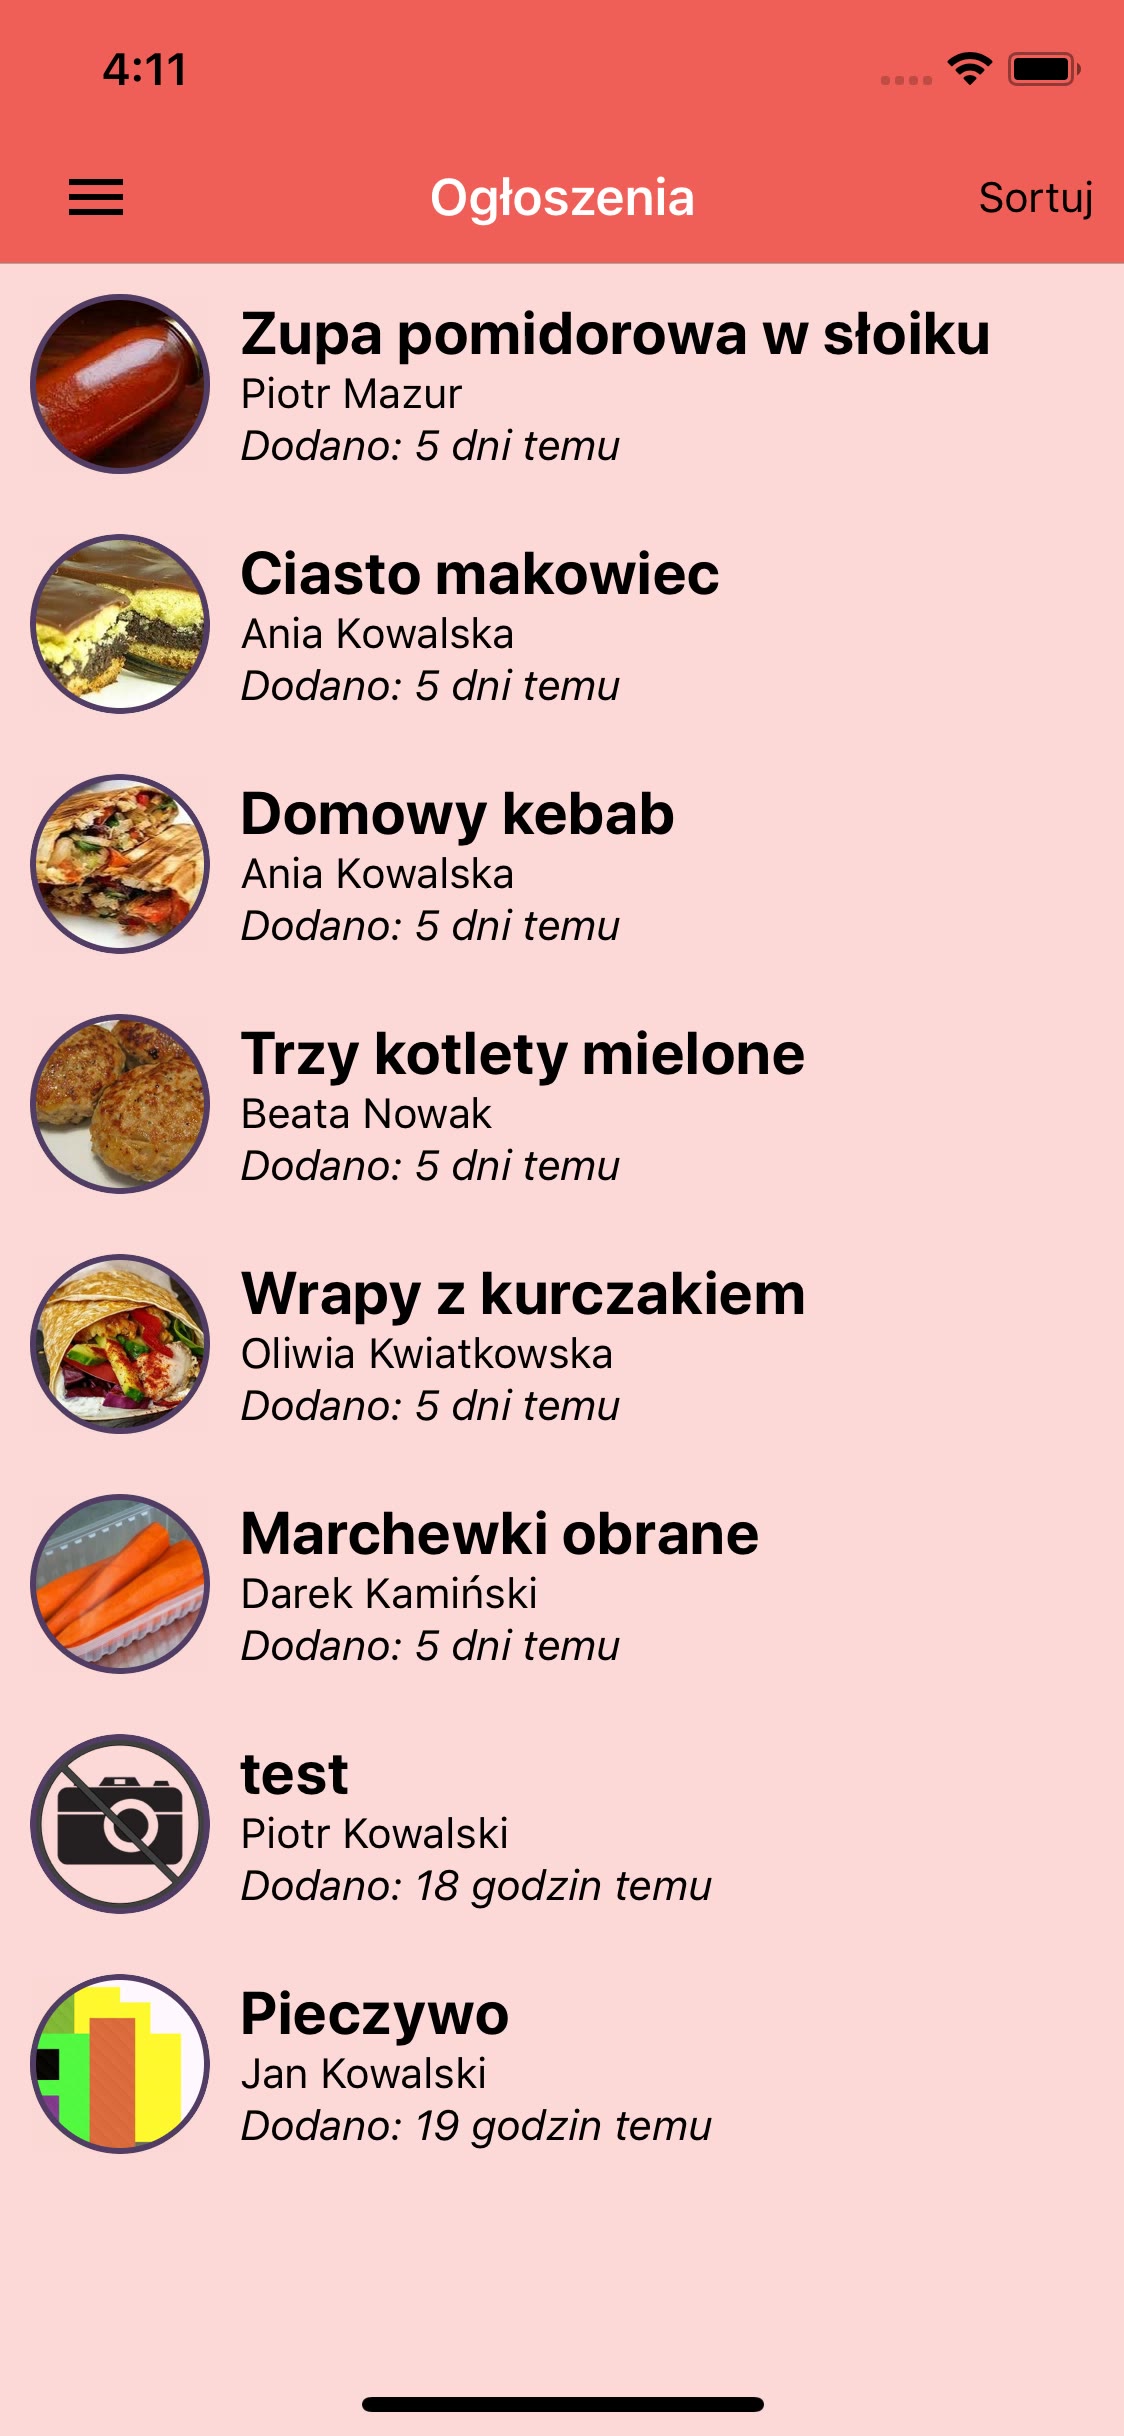 4:11
Ogłoszenia
Sortuj
Zupa pomidorowa w słoiku
Piotr Mazur
Dodano: 5 dni temu
Ciasto makowiec
Ania Kowalska
Dodano: 5 dni temu
Domowy kebab
Ania Kowalska
Dodano: 5 dni temu
Trzy kotlety mielone
Beata Nowak
Dodano: 5 dni temu
Wrapy z kurczakiem
Oliwia Kwiatkowska
Dodano: 5 dni temu
Marchewki obrane
Darek Kamiński
Dodano: 5 dni temu
test
Piotr Kowalski
Dodano: 18 godzin temu
Pieczywo
Jan Kowalski
Dodano: 19 godzin temu